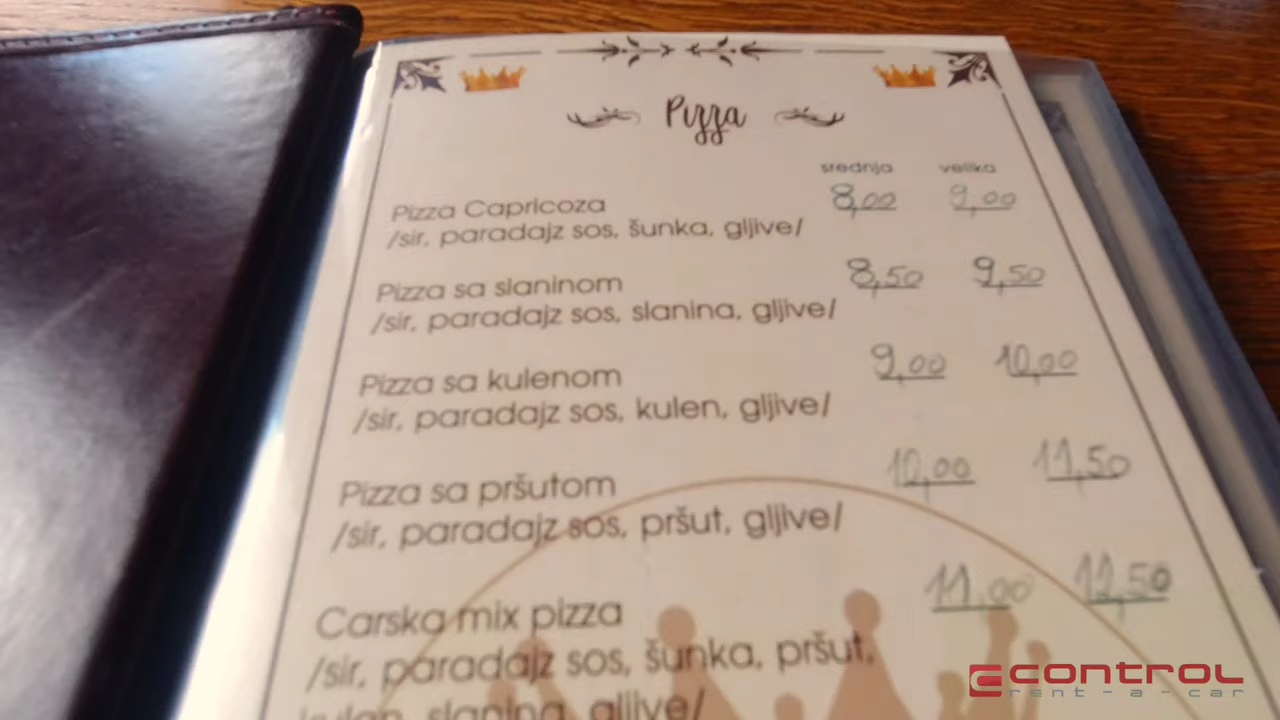 Pizza
srednja velika
Pizza Capricoza 8,00 9,00
/sir, paradajz sos, šunka, gljive/
Pizza sa slaninom 8,50 9,50
/sir, paradajz sos, slanina, gljive/
Pizza sa kulenom 9,00 10,00
/sir, paradajz sos, kulen, gljive/
Pizza sa pršutom 10,00 11,50
/sir, paradajz sos, pršut, gljive/
Carska mix pizza 11,00 12,50
/sir, paradajz sos, šunka, pršut,
kulen, slanina, gljive/
control
rent-a-car